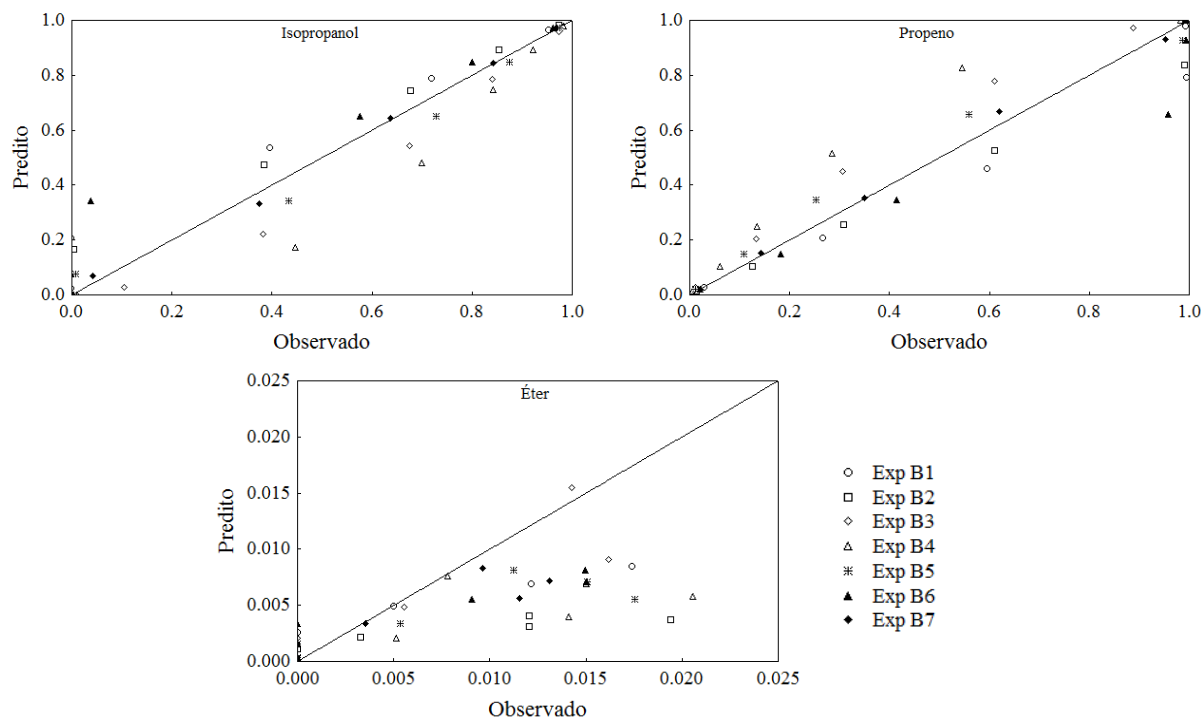 Isopropanol
Predito
1.0
0.8
0.6
0.4
0.2
0.0
0.0 0.2 0.4 0.6 0.8 1.0
Observado
Propeno
Predito
1.0
0.8
0.6
0.4
0.2
0.0
0.0 0.2 0.4 0.6 0.8 1.0
Observado
Éter
Predito
0.025
0.020
0.015
0.010
0.005
0.000
0.000 0.005 0.010 0.015 0.020 0.025
Observado
Exp B1
Exp B2
Exp B3
Exp B4
Exp B5
Exp B6
Exp B7